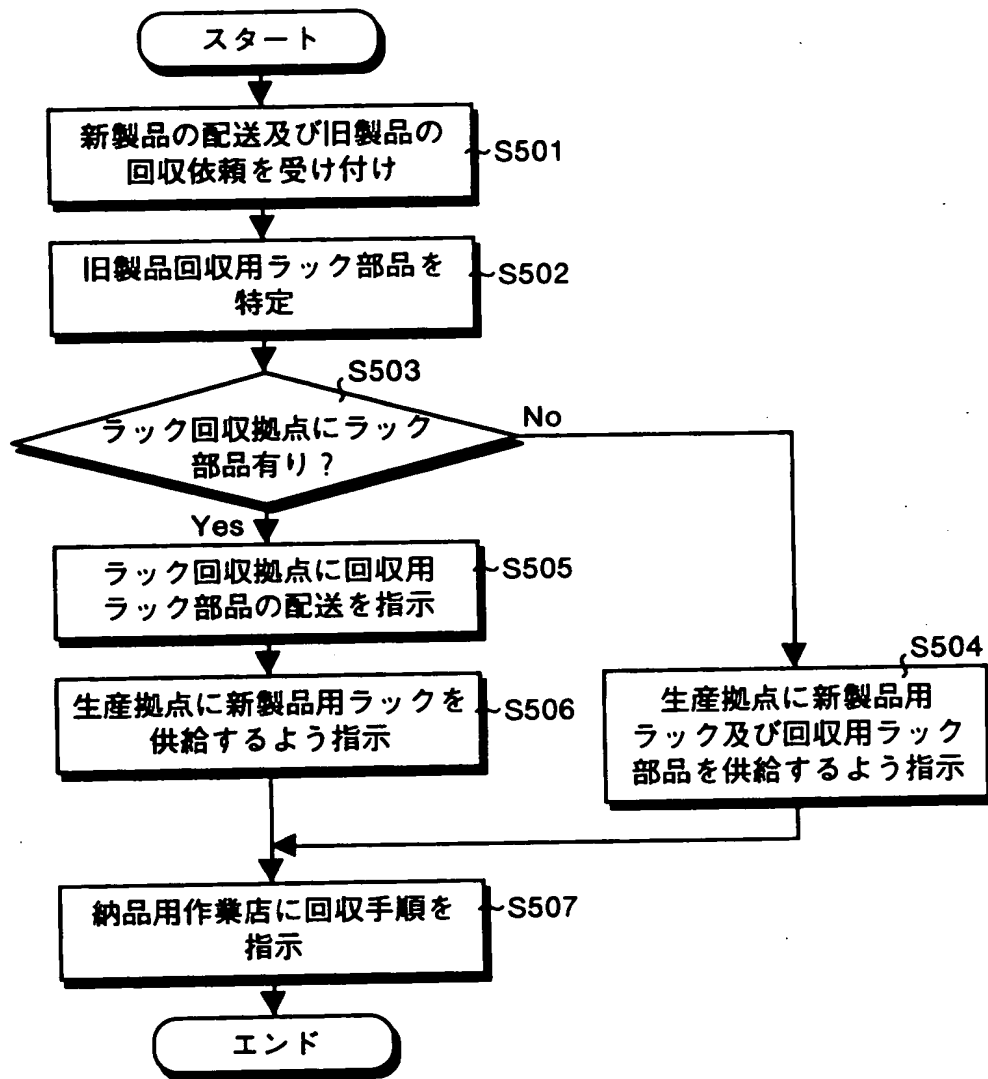 スタート
新製品の配送及び旧製品の
回収依頼を受け付け
S501
旧製品回収用ラック部品を
特定
S502
S503
ラック回収拠点にラック
部品有り?
No
Yes
ラック回収拠点に回収用
ラック部品の配送を指示
S505
生産拠点に新製品用ラックを
供給するよう指示
S506
S504
生産拠点に新製品用
ラック及び回収用ラック
部品を供給するよう指示
納品用作業店に回収手順を
指示
S507
エンド